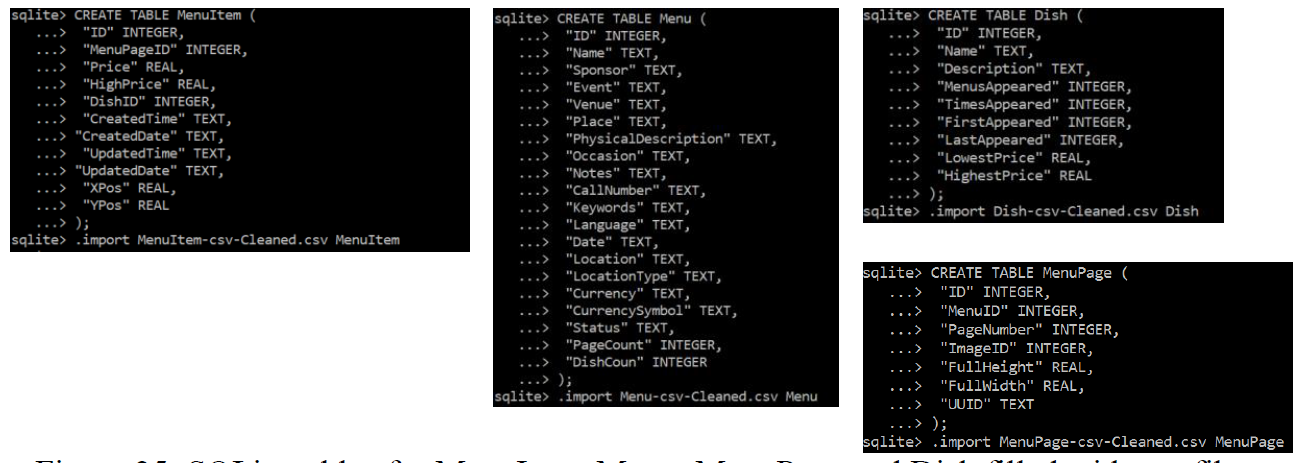 sqlite> CREATE TABLE MenuItem (
...> "ID" INTEGER,
...> "MenuPageID" INTEGER,
...> "Price" REAL,
...> "HighPrice" REAL,
...> "DishID" INTEGER,
...> "CreatedTime" TEXT,
...> "CreatedDate" TEXT,
...> "UpdatedTime" TEXT,
...> "UpdatedDate" TEXT,
...> "XPos" REAL,
...> "YPos" REAL
...> );
sqlite> .import MenuItem-csv-Cleaned.csv MenuItem
sqlite> CREATE TABLE Menu (
...> "ID" INTEGER,
...> "Name" TEXT,
...> "Sponsor" TEXT,
...> "Event" TEXT,
...> "Venue" TEXT,
...> "Place" TEXT,
...> "PhysicalDescription" TEXT,
...> "Occasion" TEXT,
...> "Notes" TEXT,
...> "CallNumber" TEXT,
...> "Keywords" TEXT,
...> "Language" TEXT,
...> "Date" TEXT,
...> "Location" TEXT,
...> "LocationType" TEXT,
...> "Currency" TEXT,
...> "CurrencySymbol" TEXT,
...> "Status" TEXT,
...> "PageCount" INTEGER,
...> "DishCoun" INTEGER
...> );
sqlite> .import Menu-csv-Cleaned.csv Menu
sqlite> CREATE TABLE Dish (
...> "ID" INTEGER,
...> "Name" TEXT,
...> "Description" TEXT,
...> "MenusAppeared" INTEGER,
...> "TimesAppeared" INTEGER,
...> "FirstAppeared" INTEGER,
...> "LastAppeared" INTEGER,
...> "LowestPrice" REAL,
...> "HighestPrice" REAL
...> );
sqlite> .import Dish-csv-Cleaned.csv Dish
sqlite> CREATE TABLE MenuPage (
...> "ID" INTEGER,
...> "MenuID" INTEGER,
...> "PageNumber" INTEGER,
...> "ImageID" INTEGER,
...> "FullHeight" REAL,
...> "FullWidth" REAL,
...> "UUID" TEXT
...> );
sqlite> .import MenuPage-csv-Cleaned.csv MenuPage